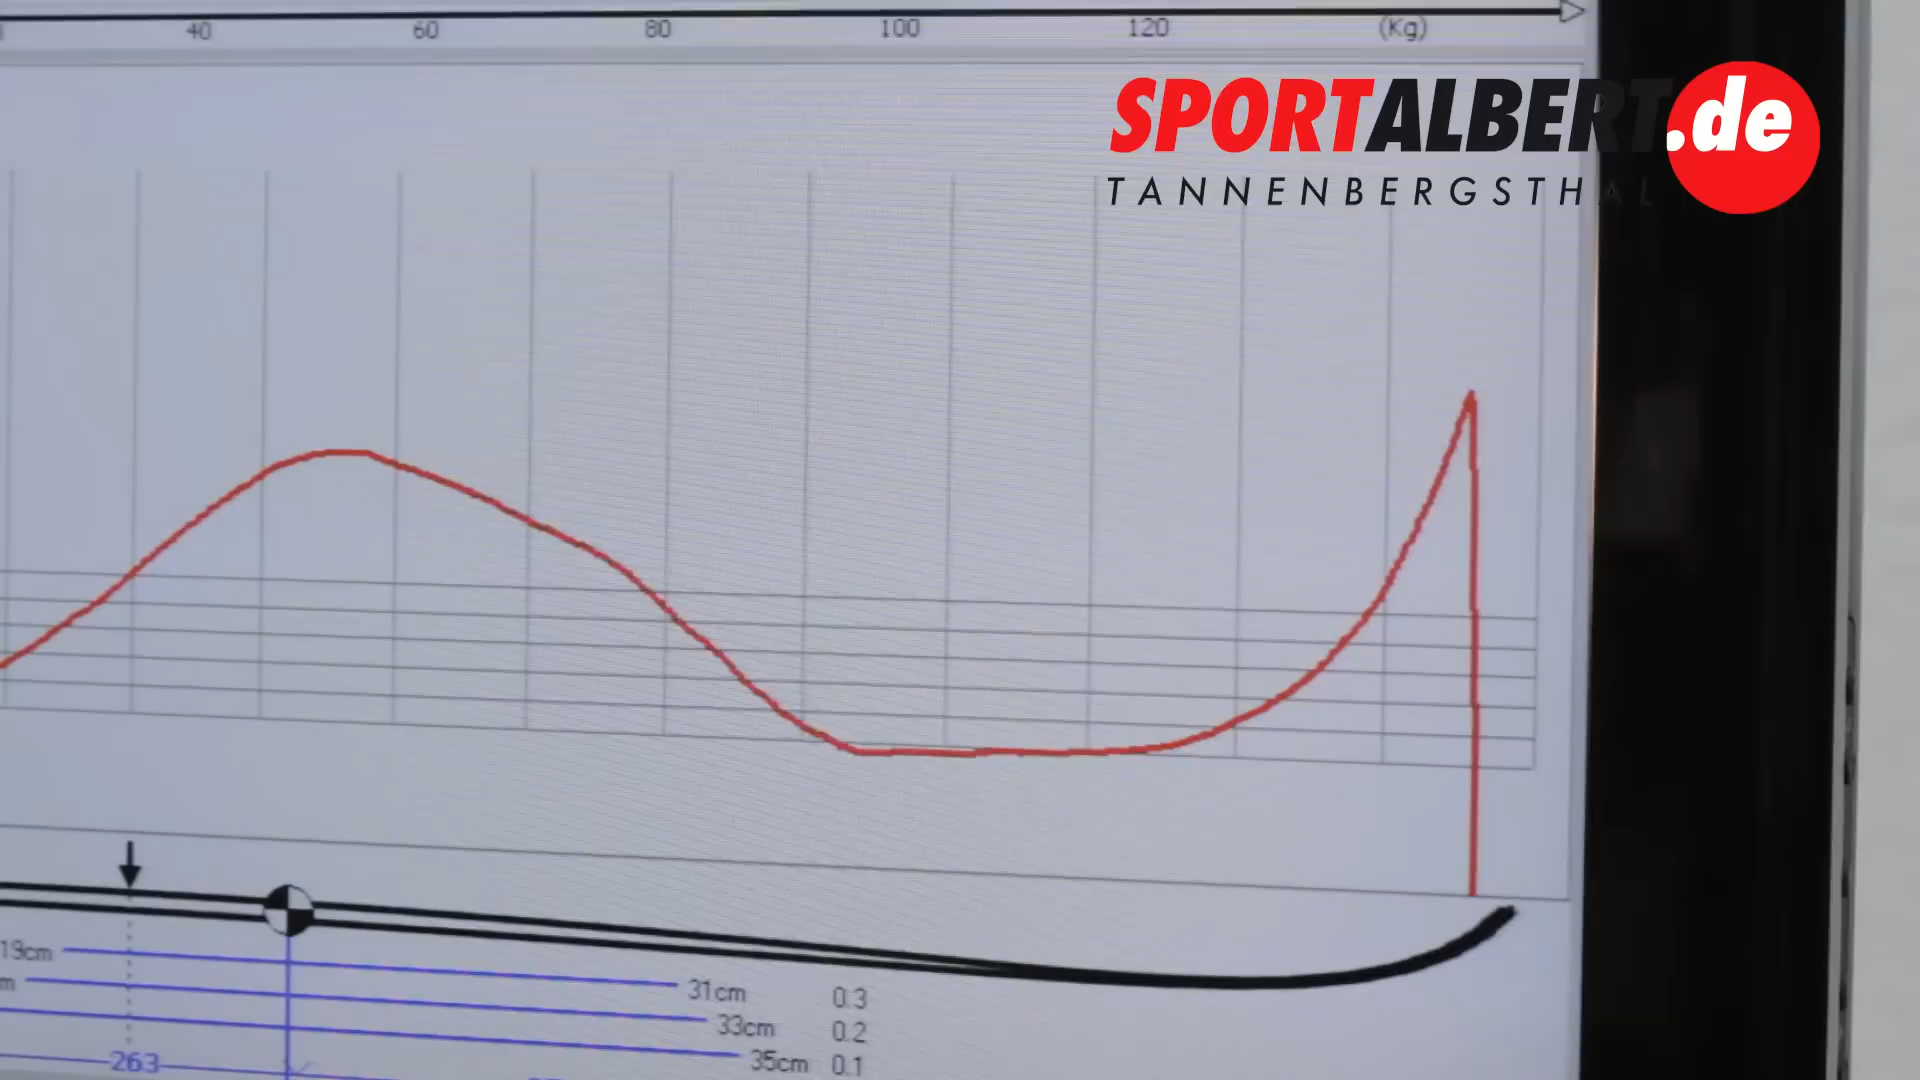 40 60 80 100 120 (Kg)
SPORTALBERT.de
TANNENBERGSTHAL
19cm 31cm 0.3
m 33cm 0.2
35cm 0.1
263